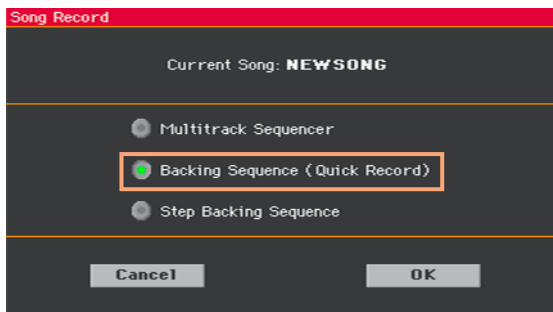 Song Record
Current Song: NEWSONG
Multitrack Sequencer
Backing Sequence (Quick Record)
Step Backing Sequence
Cancel OK